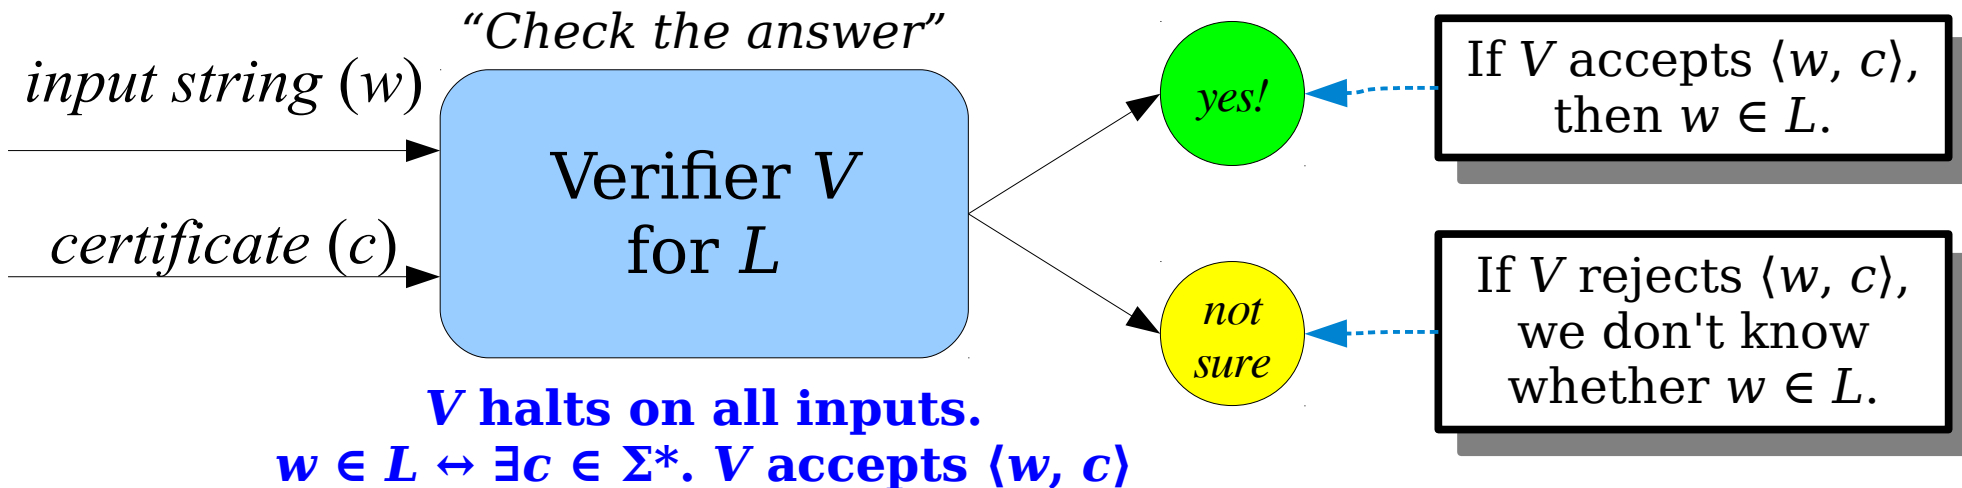 “Check the answer”
input string (w)
certificate (c)
Verifier V
for L
yes!
not
sure
If V accepts ⟨w, c⟩,
then w ∈ L.
If V rejects ⟨w, c⟩,
we don't know
whether w ∈ L.
V halts on all inputs.
w ∈ L ↔ ∃c ∈ Σ*. V accepts ⟨w, c⟩